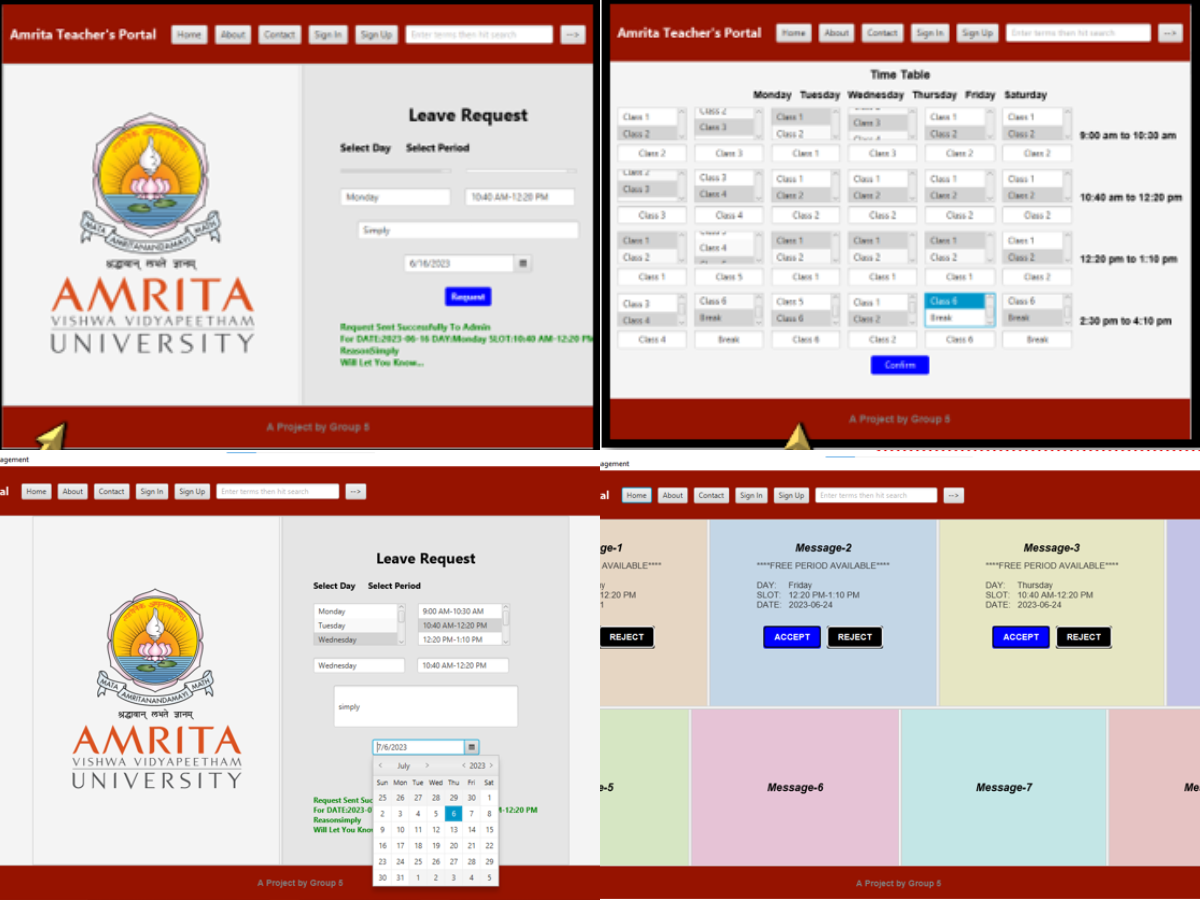 Amrita Teacher's Portal Home About Contact Sign In Sign Up Enter terms then hit search -->
Leave Request
Select Day Select Period
Monday 10:40 AM-12:20 PM
Simply
6/16/2023
Request
Request Sent Successfully To Admin
For DATE:2023-06-16 DAY:Monday SLOT:10:40 AM-12:20 PM
ReasonSimply
Will Let You Know...
MATA AMRITANANDAMAYI MATH
श्रद्धावान् लभते ज्ञानम्
AMRITA
VISHWA VIDYAPEETHAM
UNIVERSITY
A Project by Group 5
Amrita Teacher's Portal Home About Contact Sign In Sign Up Enter terms then hit search -->
Time Table
Monday Tuesday Wednesday Thursday Friday Saturday
Class 1 Class 2 Class 1 Class 2 Class 1 Class 1
Class 2 Class 3 Class 2 Class 3 Class 2 Class 2
Class 4
9:00 am to 10:30 am
Class 2 Class 3 Class 1 Class 3 Class 2 Class 2
Class 2 Class 3 Class 1 Class 1 Class 1 Class 1
Class 3 Class 4 Class 2 Class 2 Class 2 Class 2
10:40 am to 12:20 pm
Class 3 Class 4 Class 2 Class 2 Class 2 Class 2
Class 1 Class 3 Class 1 Class 1 Class 1 Class 1
Class 2 Class 4 Class 2 Class 2 Class 2 Class 2
12:20 pm to 1:10 pm
Class 1 Class 5 Class 1 Class 1 Class 1 Class 2
Class 3 Class 6 Class 5 Class 1 Class 6 Class 6
Class 4 Break Class 6 Class 2 Break Break
2:30 pm to 4:10 pm
Class 4 Break Class 6 Class 2 Class 6 Break
Confirm
A Project by Group 5
agement
al Home About Contact Sign In Sign Up Enter terms then hit search -->
Leave Request
Select Day Select Period
Monday 9:00 AM-10:30 AM
Tuesday 10:40 AM-12:20 PM
Wednesday 12:20 PM-1:10 PM
Wednesday 10:40 AM-12:20 PM
simply
7/6/2023
< July > < 2023 >
Sun Mon Tue Wed Thu Fri Sat
25 26 27 28 29 30 1
2 3 4 5 6 7 8
9 10 11 12 13 14 15
16 17 18 19 20 21 22
23 24 25 26 27 28 29
30 31 1 2 3 4 5
Request Sent Suc
For DATE:2023-0 -12:20 PM
Reasonsimply
Will Let You Kno
MATA AMRITANANDAMAYI MATH
श्रद्धावान् लभते ज्ञानम्
AMRITA
VISHWA VIDYAPEETHAM
UNIVERSITY
A Project by Group 5
agement
al Home About Contact Sign In Sign Up Enter terms then hit search -->
ge-1 Message-2 Message-3
AVAILABLE**** ****FREE PERIOD AVAILABLE**** ****FREE PERIOD AVAILABLE****
y DAY: Friday DAY: Thursday
12:20 PM SLOT: 12:20 PM-1:10 PM SLOT: 10:40 AM-12:20 PM
DATE: 2023-06-24 DATE: 2023-06-24
REJECT ACCEPT REJECT ACCEPT REJECT
-5 Message-6 Message-7 Me
A Project by Group 5